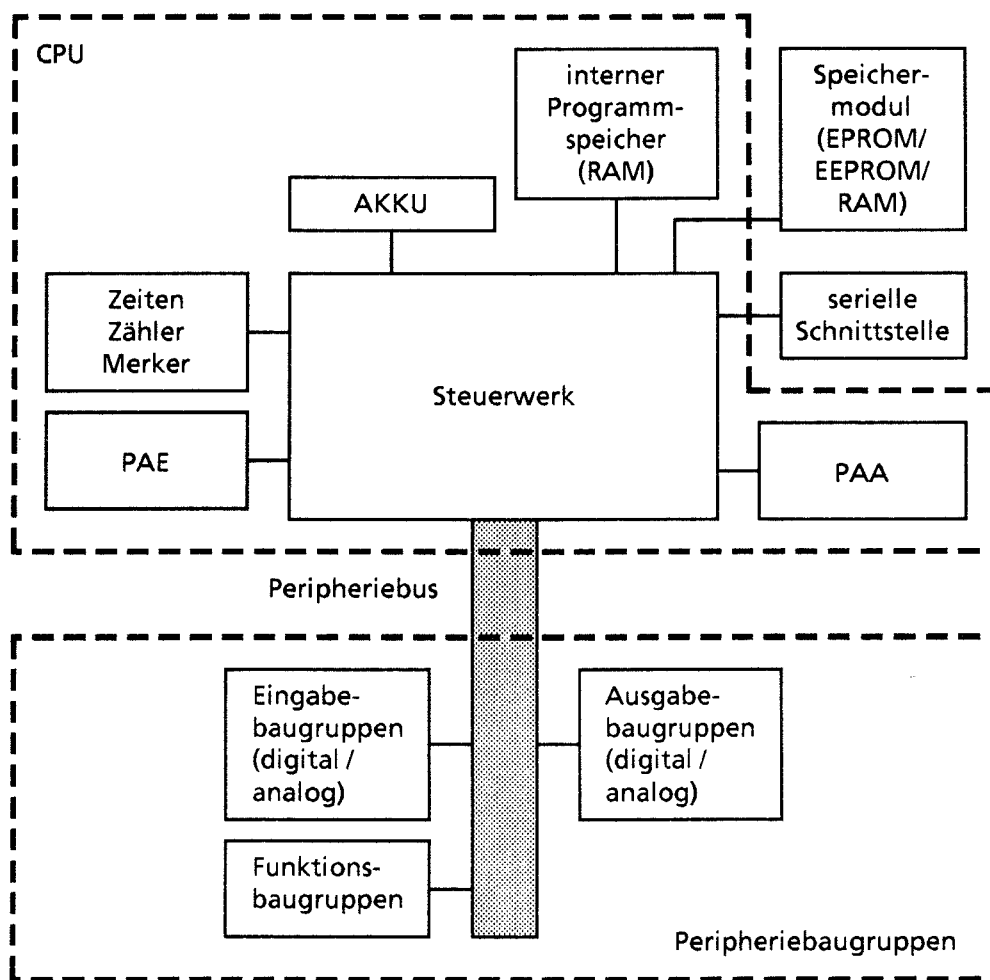 CPU
interner
Programm-
speicher
(RAM)
Speicher-
modul
(EPROM/
EEPROM/
RAM)
AKKU
Zeiten
Zähler
Merker
serielle
Schnittstelle
Steuerwerk
PAE
PAA
Peripheriebus
Eingabe-
baugruppen
(digital /
analog)
Ausgabe-
baugruppen
(digital /
analog)
Funktions-
baugruppen
Peripheriebaugruppen